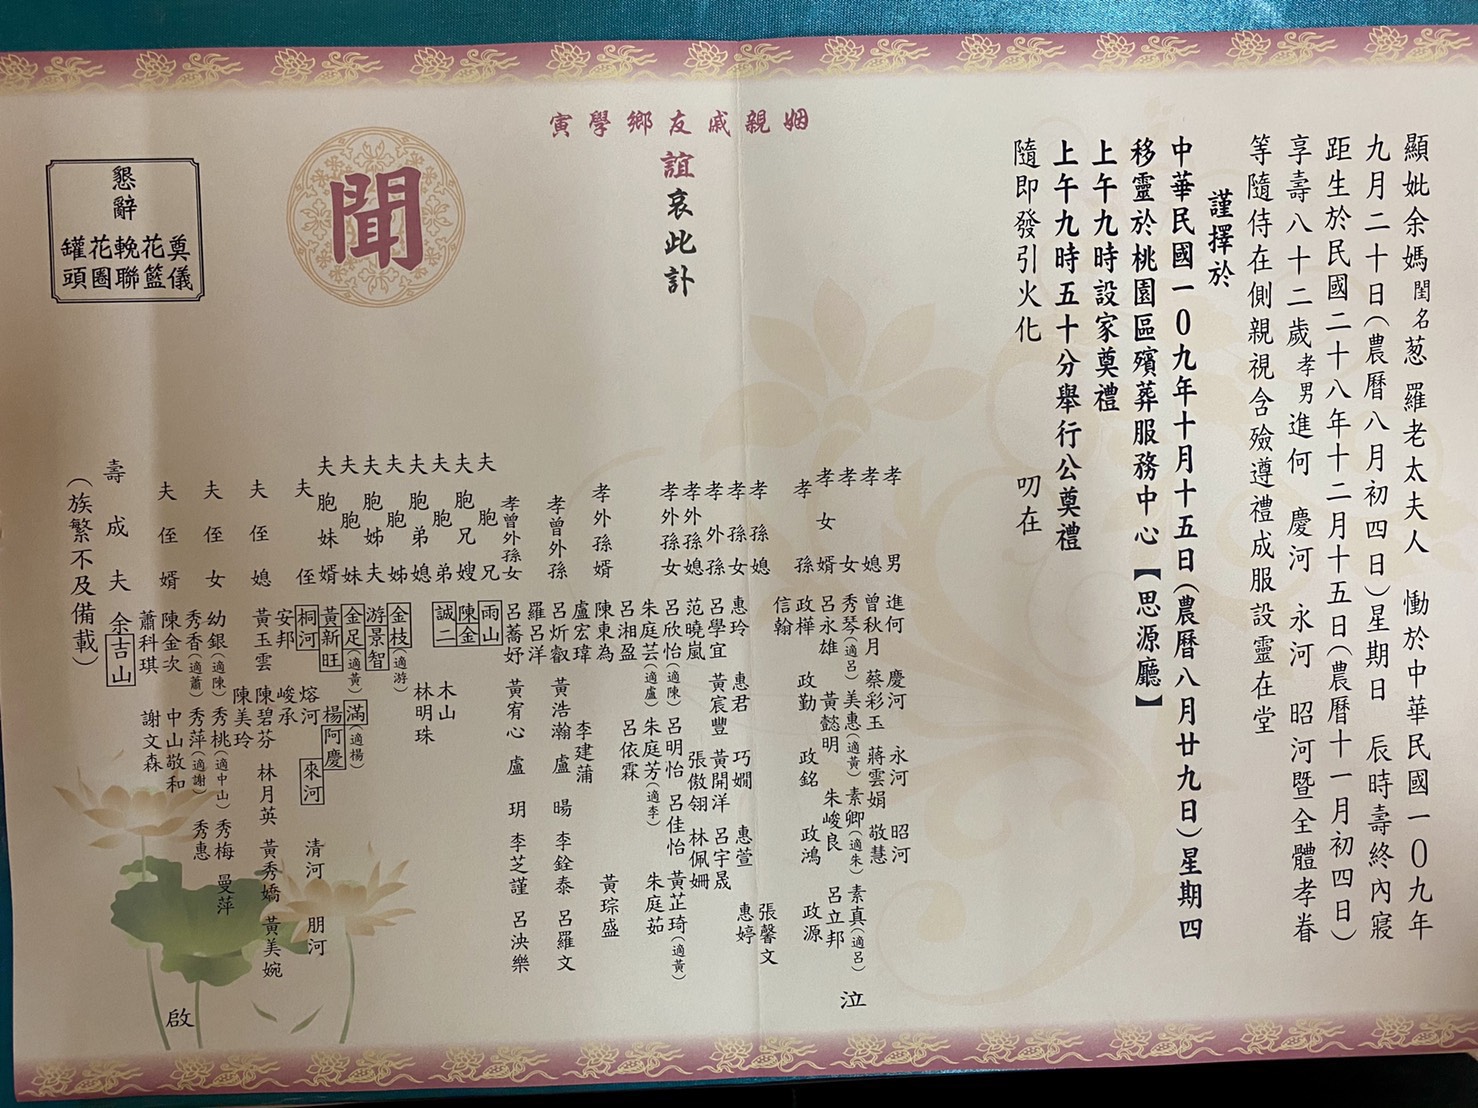 顯妣余媽閨名葱羅老太夫人　慟於中華民國一0九年
九月二十日(農曆八月初四日)星期日　辰時壽終內寢
距生於民國二十八年十二月十五日(農曆十一月初四日)
享壽八十二歲孝男進何　慶河　永河　昭河暨全體孝眷
等隨侍在側親視含殮遵禮成服設靈在堂
謹擇於
中華民國一0九年十月十五日(農曆八月廿九日)星期四
移靈於桃園區殯葬服務中心【思源廳】
上午九時設家奠禮
上午九時五十分舉行公奠禮
隨即發引火化　叨在
姻親戚友鄉學寅
誼哀此訃
聞
孝男　進何　慶河　永河　昭河
孝媳　曾秋月　蔡彩玉　蔣雲娟　敬慧
孝女　秀琴(適呂)　美惠(適黃)　素卿(適朱)　素真(適呂)　泣
孝女婿　呂永雄　黃懿明　朱峻良　呂立邦
孝孫　政樺　政勤　政銘　政鴻　政源
信翰
孝孫媳　張馨文
孝孫女　惠玲　惠君　巧嫺　惠萱　惠婷
孝外孫　呂學宜　黃宸豐　黃開洋　呂宇晟
孝外孫媳　范曉嵐　張傲翎　林佩姍
孝外孫女　呂欣怡(適陳)　呂明怡　呂佳怡　黃芷琦(適黃)
朱庭芸(適盧)　朱庭芳(適李)　朱庭茹
呂湘盈　呂依霖
孝外孫婿　陳東為　黃琮盛
盧宏瑋　李建蒲
孝曾外孫　呂炘叡　黃浩瀚　盧暘　李銓泰　呂羅文
羅呂洋
孝曾外孫女　呂蕎妤　黃宥心　盧玥　李芝謹　呂泱樂
夫胞兄　雨山
夫胞兄嫂　陳金
夫胞弟　誠二　木山
夫胞弟媳　林明珠
夫胞姊　金枝(適游)
夫胞姊夫　游景智
夫胞妹　金足(適黃)　滿(適楊)
夫胞妹婿　黃新旺　楊阿慶
夫侄　桐河　熔河　來河　清河　朋河
安邦　峻承
夫侄媳　黃玉雲　陳碧芬　林月英　黃秀嬌　黃美婉
陳美玲
夫侄女　幼銀(適陳)　秀桃(適中山)　秀梅　曼萍
秀香(適蕭)　秀萍(適謝)　秀惠
夫侄婿　陳金次　中山敬和
蕭科琪　謝文森
壽成夫　余吉山
啟
(族繁不及備載)
懇辭
奠儀
花籃
輓聯
花圈
罐頭